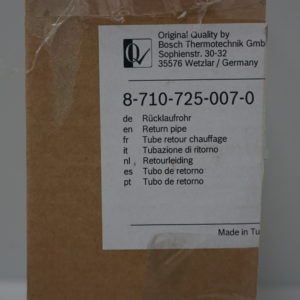 Original Quality by
Bosch Thermotechnik Gmb
Sophienstr. 30-32
35576 Wetzlar / Germany
8-710-725-007-0
de Rücklaufrohr
en Return pipe
fr Tube retour chauffage
it Tubazione di ritorno
nl Retourleiding
es Tubo de retorno
pt Tubo de retorno
Made in Tu